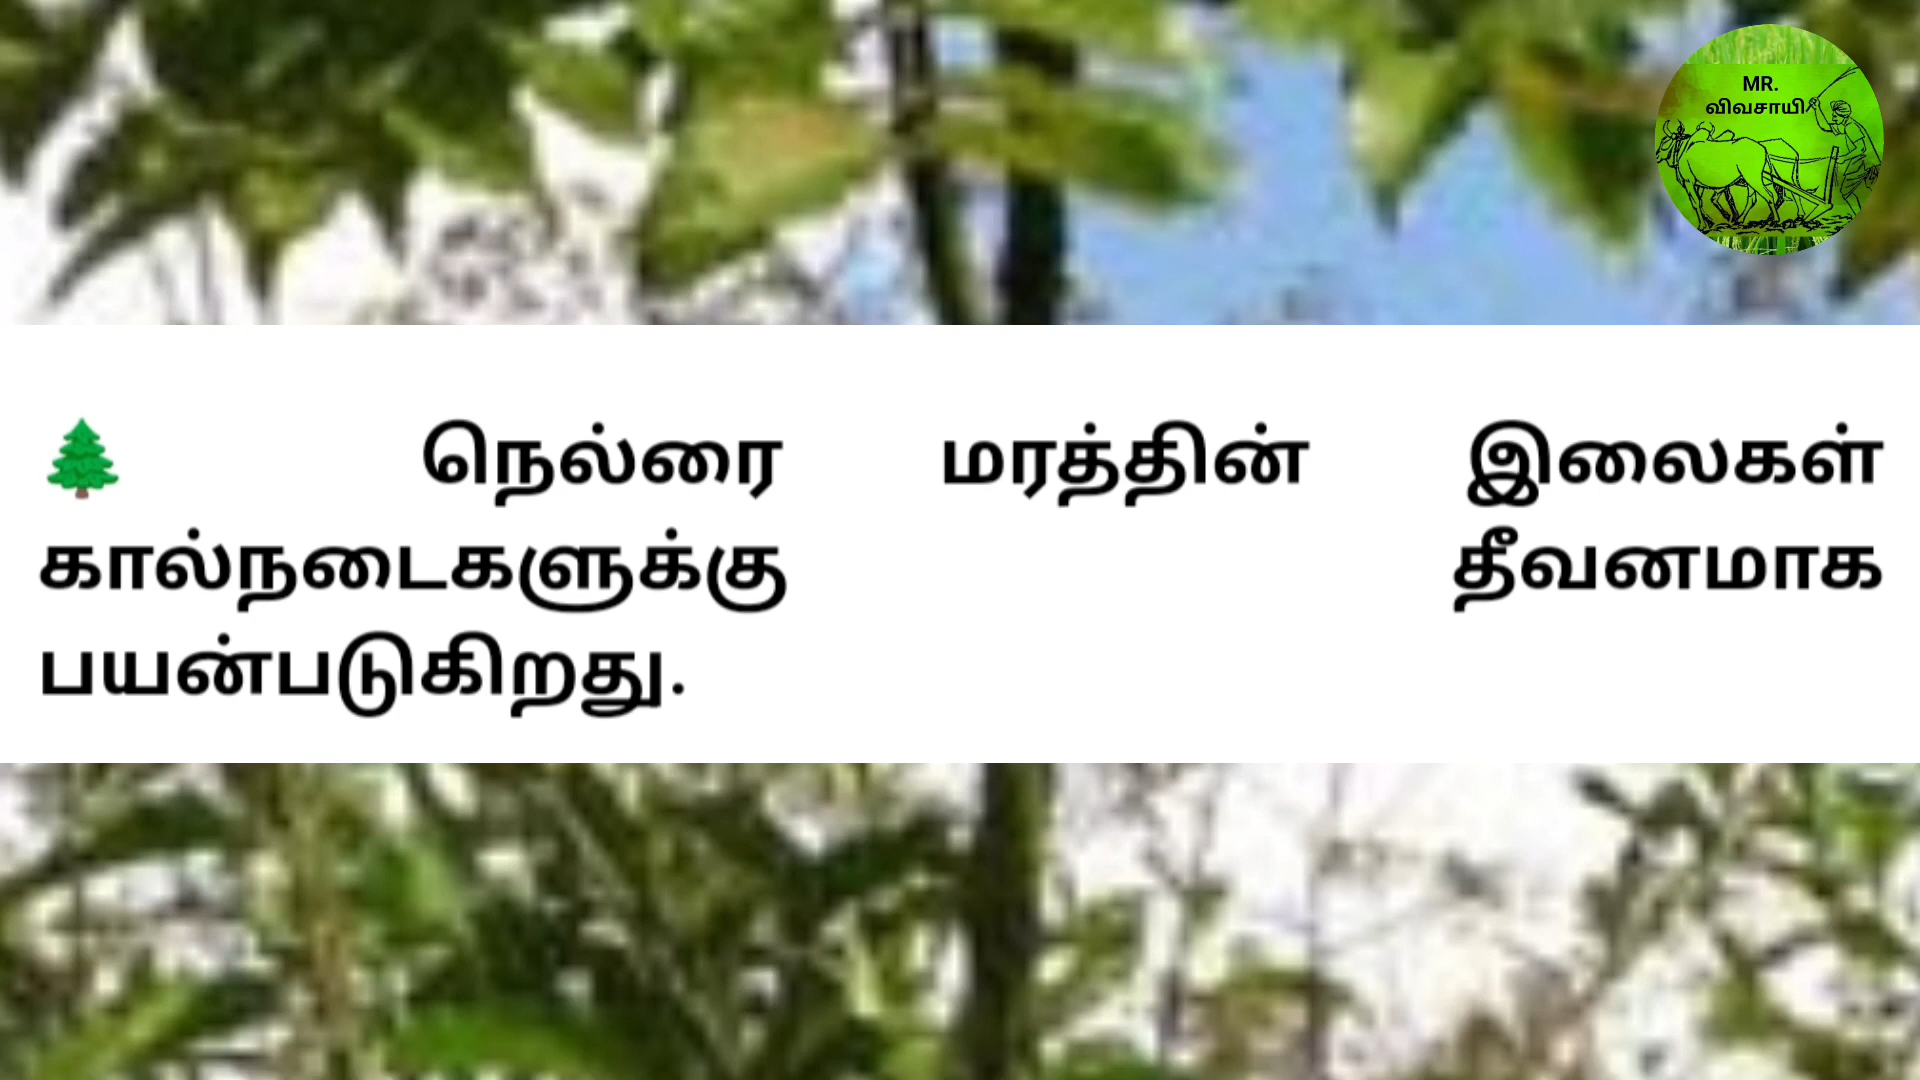 MR.
விவசாயி
🌲 நெல்ரை மரத்தின் இலைகள்
கால்நடைகளுக்கு தீவனமாக
பயன்படுகிறது.